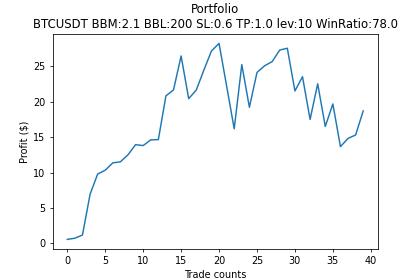 Portfolio
BTCUSDT BBM:2.1 BBL:200 SL:0.6 TP:1.0 lev:10 WinRatio:78.0
Profit ($)
25
20
15
10
5
0
0 5 10 15 20 25 30 35 40
Trade counts